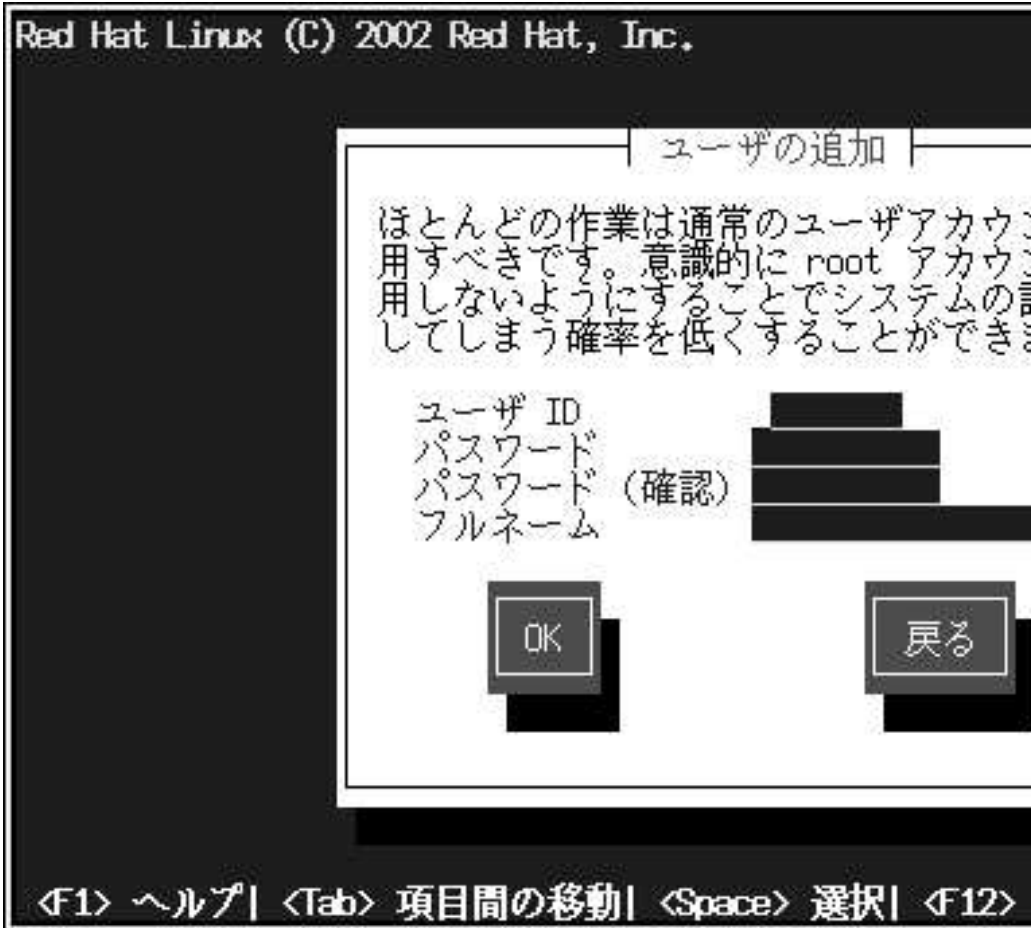 Red Hat Linux (C) 2002 Red Hat, Inc.
ユーザの追加
ほとんどの作業は通常のユーザアカウ
用すべきです。意識的に root アカウ
用しないようにすることでシステムの
してしまう確率を低くすることができ
ユーザ ID
パスワード
パスワード (確認)
フルネーム
OK
戻る
<F1> ヘルプ| <Tab> 項目間の移動| <Space> 選択| <F12>